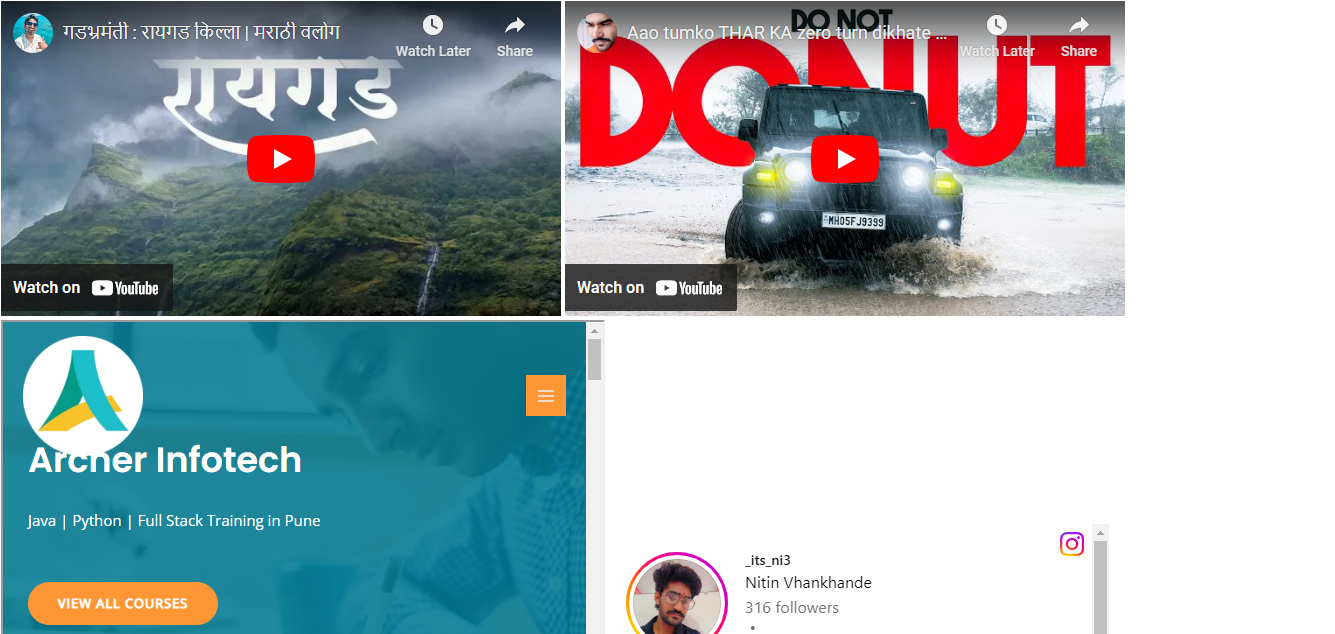 गडभ्रमंती : रायगड किल्ला | मराठी वलोग
Watch Later
Share
रायगड
Watch on YouTube
Aao tumko THAR KA zero turn dikhate ...
Watch Later
Share
DO NOT
DONUT
MH05FJ9399
Watch on YouTube
Archer Infotech
Java | Python | Full Stack Training in Pune
VIEW ALL COURSES
_its_ni3
Nitin Vhankhande
316 followers